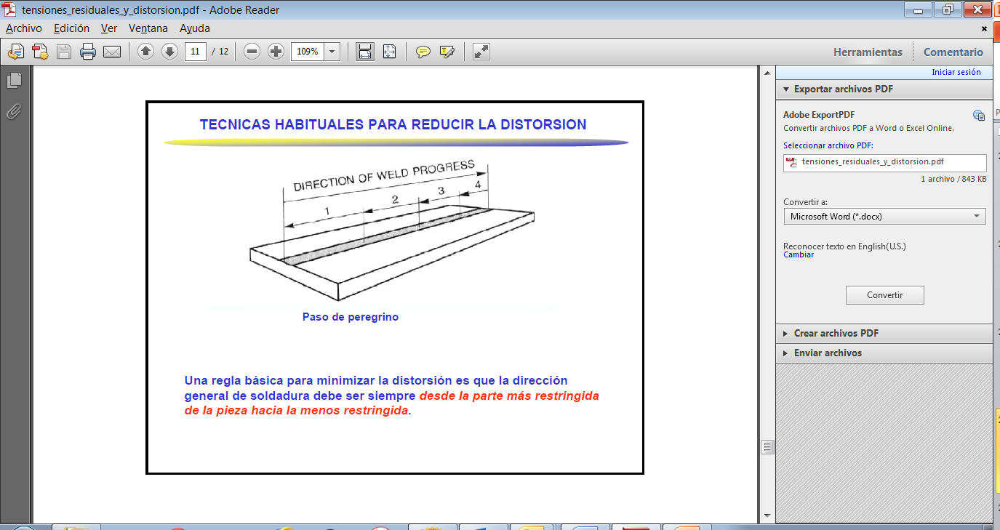 tensiones_residuales_y_distorsion.pdf - Adobe Reader
Archivo Edición Ver Ventana Ayuda
11 / 12 109% Herramientas Comentario
Iniciar sesión
Exportar archivos PDF
Adobe ExportPDF
Convertir archivos PDF a Word o Excel Online.
Seleccionar archivo PDF:
tensiones_residuales_y_distorsion.pdf
1 archivo / 843 KB
Convertir a:
Microsoft Word (*.docx)
Reconocer texto en English(U.S.)
Cambiar
Convertir
Crear archivos PDF
Enviar archivos
TECNICAS HABITUALES PARA REDUCIR LA DISTORSION
DIRECTION OF WELD PROGRESS
1 2 3 4
Paso de peregrino
Una regla básica para minimizar la distorsión es que la dirección
general de soldadura debe ser siempre desde la parte más restringida
de la pieza hacia la menos restringida.